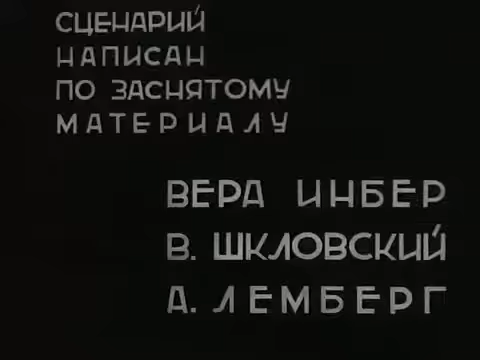 СЦЕНАРИЙ
НАПИСАН
ПО ЗАСНЯТОМУ
МАТЕРИАЛУ
ВЕРА ИНБЕР
В. ШКЛОВСКИЙ
А. ЛЕМБЕРГ